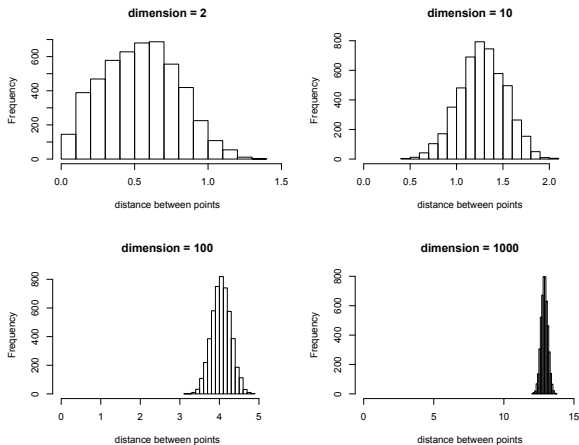 dimension = 2
Frequency
0 200 400 600
0.0 0.5 1.0 1.5
distance between points
dimension = 10
Frequency
0 200 400 600 800
0.0 0.5 1.0 1.5 2.0
distance between points
dimension = 100
Frequency
0 200 400 600 800
0 1 2 3 4 5
distance between points
dimension = 1000
Frequency
0 200 400 600 800
0 5 10 15
distance between points